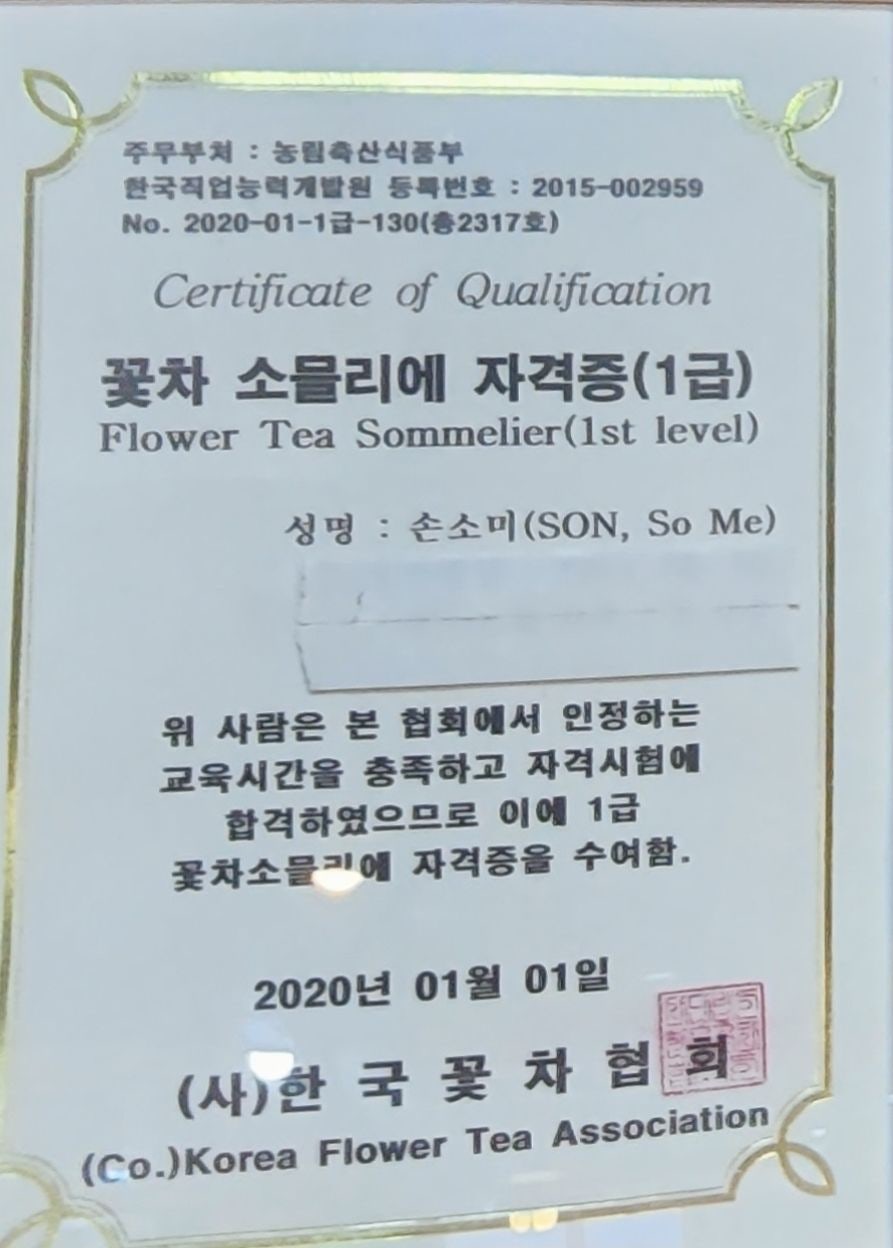 주무부처 : 농림축산식품부
한국직업능력개발원 등록번호 : 2015-002959
No. 2020-01-1급-130(총2317호)
Certificate of Qualification
꽃차 소믈리에 자격증(1급)
Flower Tea Sommelier(1st level)
성명 : 손소미(SON, So Me)
위 사람은 본 협회에서 인정하는
교육시간을 충족하고 자격시험에
합격하였으므로 이에 1급
꽃차소믈리에 자격증을 수여함.
2020년 01월 01일
(사)한국꽃차협회
(Co.)Korea Flower Tea Association